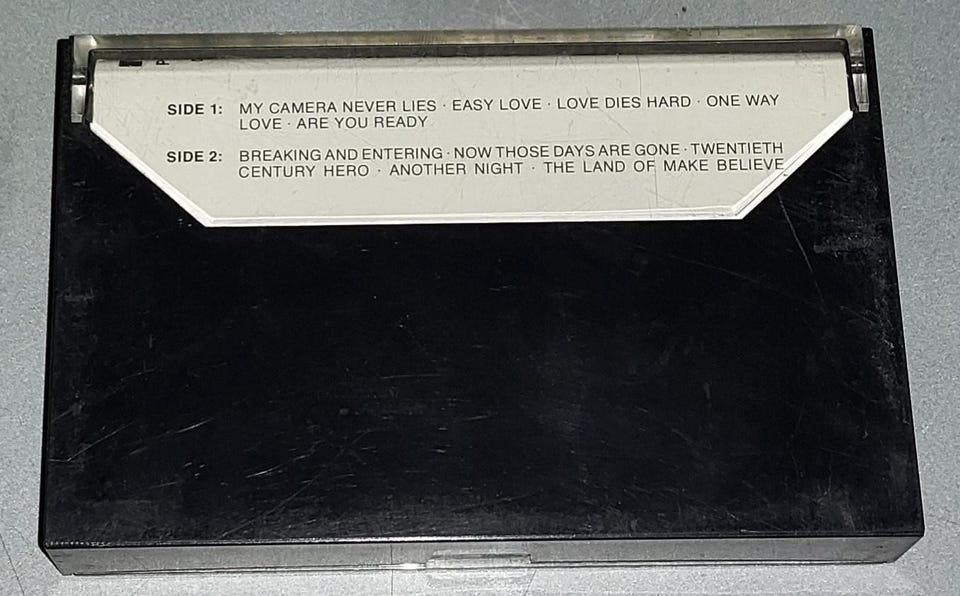 SIDE 1: MY CAMERA NEVER LIES · EASY LOVE · LOVE DIES HARD · ONE WAY
LOVE · ARE YOU READY
SIDE 2: BREAKING AND ENTERING · NOW THOSE DAYS ARE GONE · TWENTIETH
CENTURY HERO · ANOTHER NIGHT · THE LAND OF MAKE BELIEVE